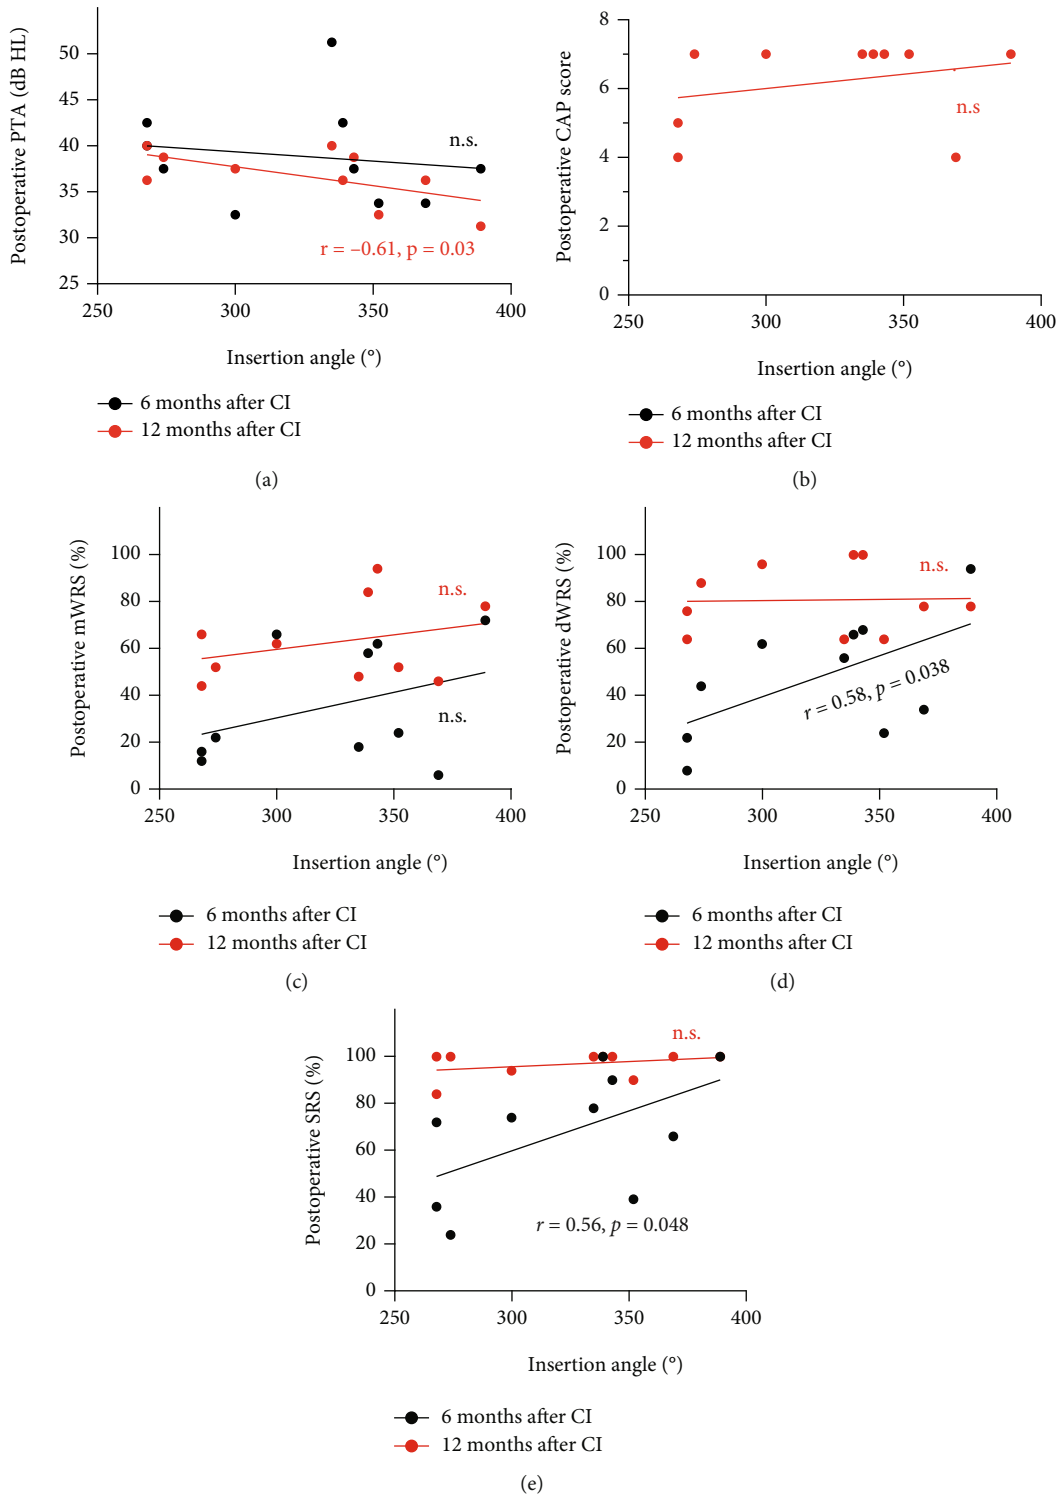 Postoperative PTA (dB HL)
50
45
40
35
30
25
n.s.
r = –0.61, p = 0.03
250
300
350
400
Insertion angle (°)
6 months after CI
12 months after CI
(a)
Postoperative CAP score
8
6
4
2
0
n.s
250
300
350
400
Insertion angle (°)
6 months after CI
12 months after CI
(b)
Postoperative mWRS (%)
100
80
60
40
20
0
n.s.
n.s.
250
300
350
400
Insertion angle (°)
6 months after CI
12 months after CI
(c)
Postoperative dWRS (%)
100
80
60
40
20
0
n.s.
r = 0.58, p = 0.038
250
300
350
400
Insertion angle (°)
6 months after CI
12 months after CI
(d)
Postoperative SRS (%)
100
80
60
40
20
0
n.s.
r = 0.56, p = 0.048
250
300
350
400
Insertion angle (°)
6 months after CI
12 months after CI
(e)